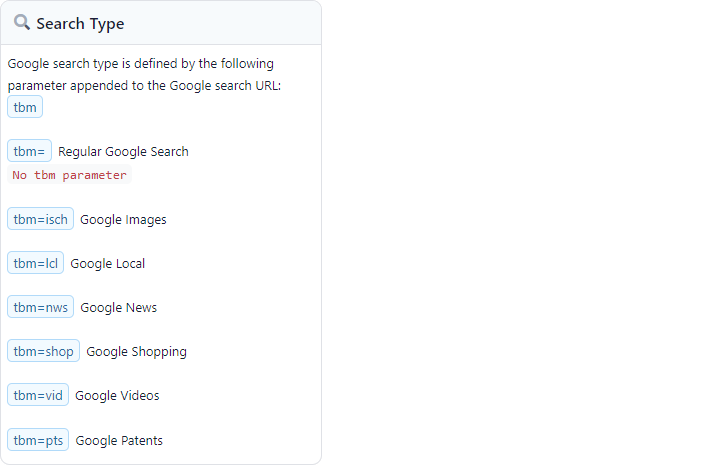 Search Type
Google search type is defined by the following
parameter appended to the Google search URL:
tbm
tbm= Regular Google Search
No tbm parameter
tbm=isch Google Images
tbm=lcl Google Local
tbm=nws Google News
tbm=shop Google Shopping
tbm=vid Google Videos
tbm=pts Google Patents